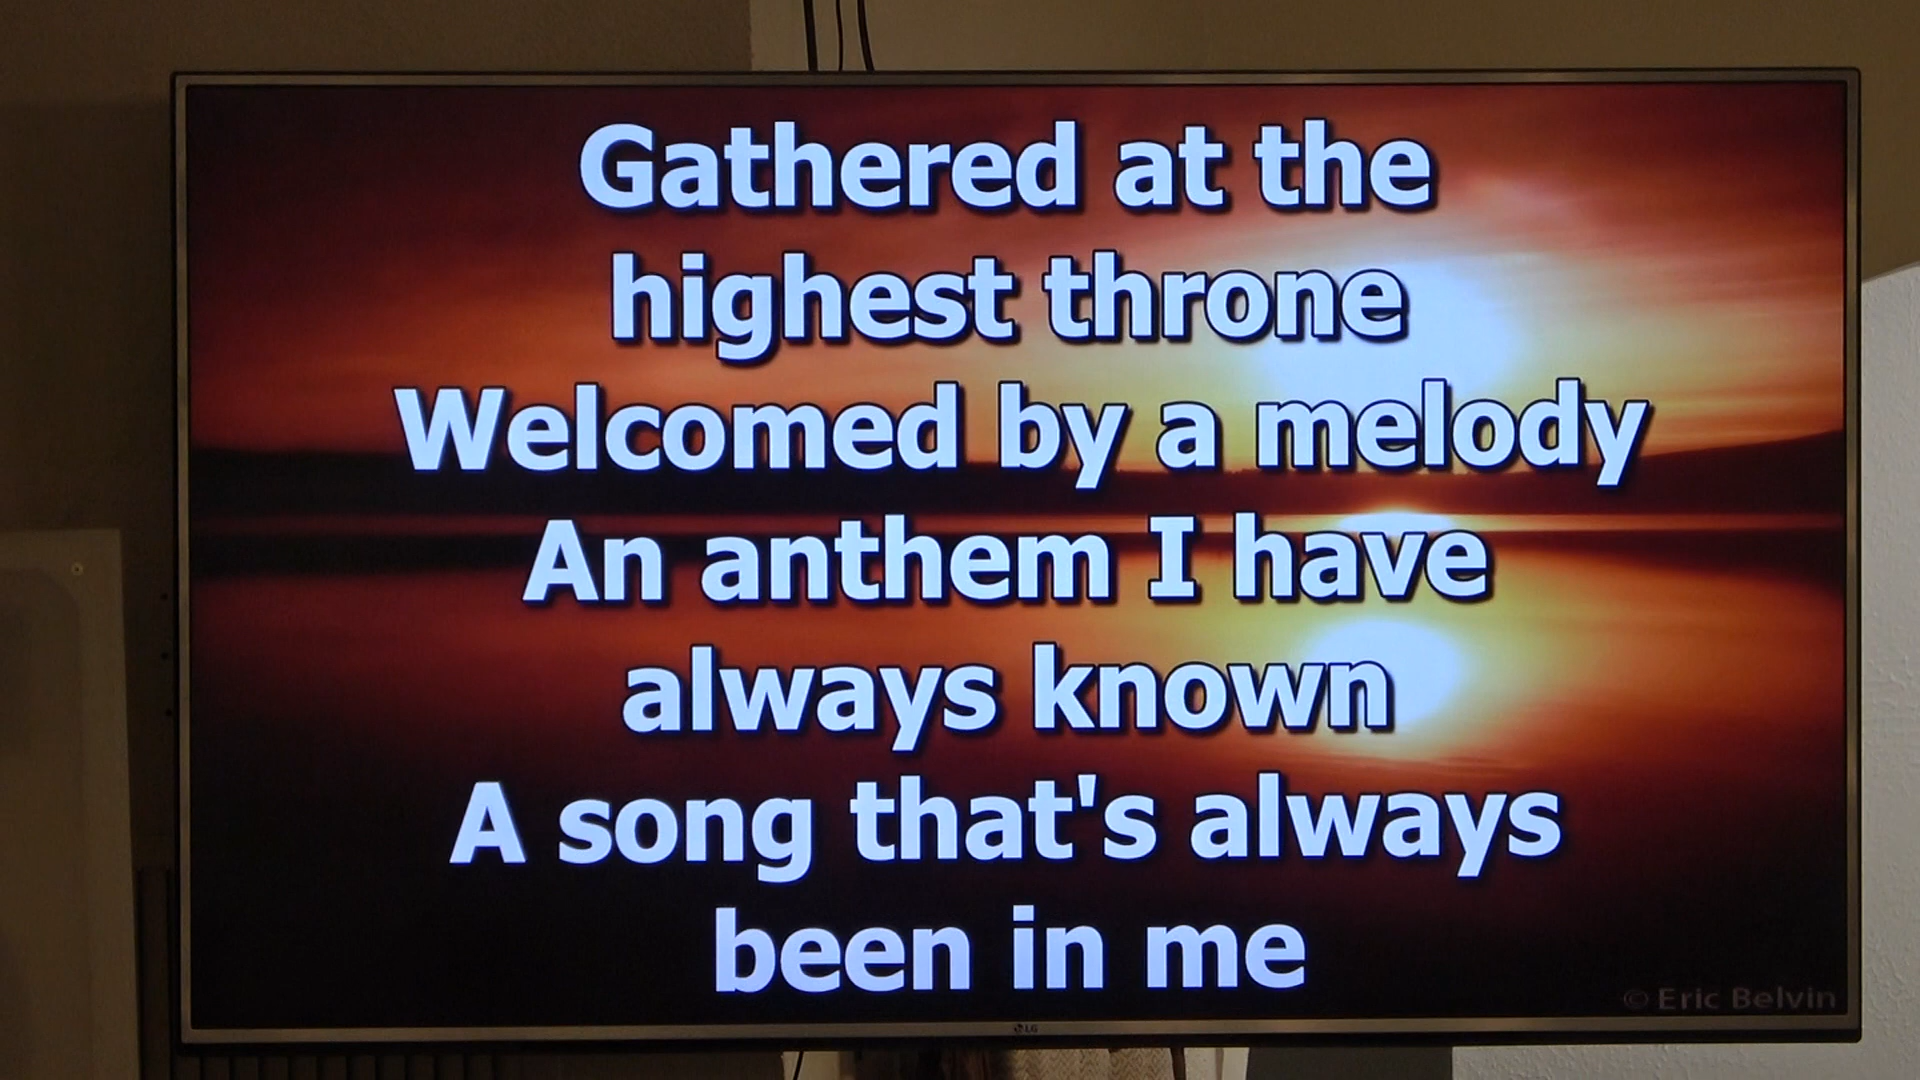 Gathered at the
highest throne
Welcomed by a melody
An anthem I have
always known
A song that's always
been in me
© Eric Belvin
LG